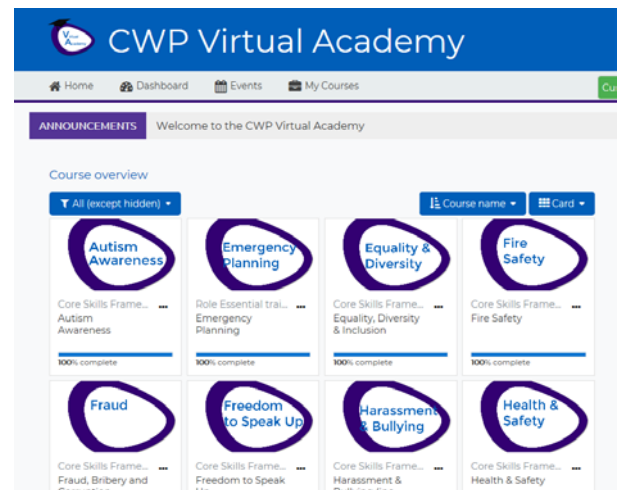 Virtual
Academy
CWP Virtual Academy
Home Dashboard Events My Courses
ANNOUNCEMENTS Welcome to the CWP Virtual Academy
Course overview
All (except hidden) Course name Card
Autism
Awareness
Emergency
Planning
Equality &
Diversity
Fire
Safety
Core Skills Frame... Role Essential trai... Core Skills Frame... Core Skills Frame...
Autism
Awareness
Emergency
Planning
Equality, Diversity
& Inclusion
Fire Safety
100% complete 100% complete 100% complete 100% complete
Fraud
Freedom
to Speak Up
Harassment
& Bullying
Health &
Safety
Core Skills Frame... Core Skills Frame... Core Skills Frame... Core Skills Frame...
Fraud, Bribery and
Freedom to Speak
Harassment &
Health & Safety